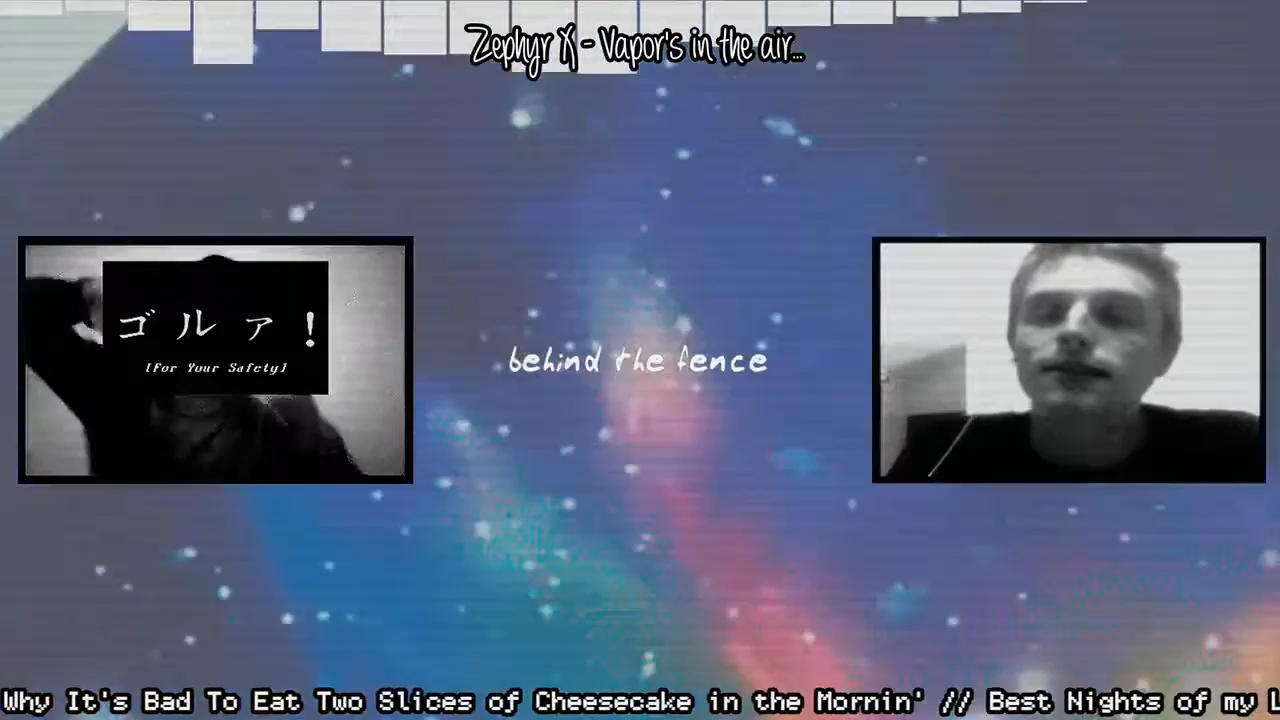 Zephyr X - Vapor's in the air...
ゴルァ!
[For Your Safety]
behind the fence
Why It's Bad To Eat Two Slices of Cheesecake in the Mornin' // Best Nights of my L